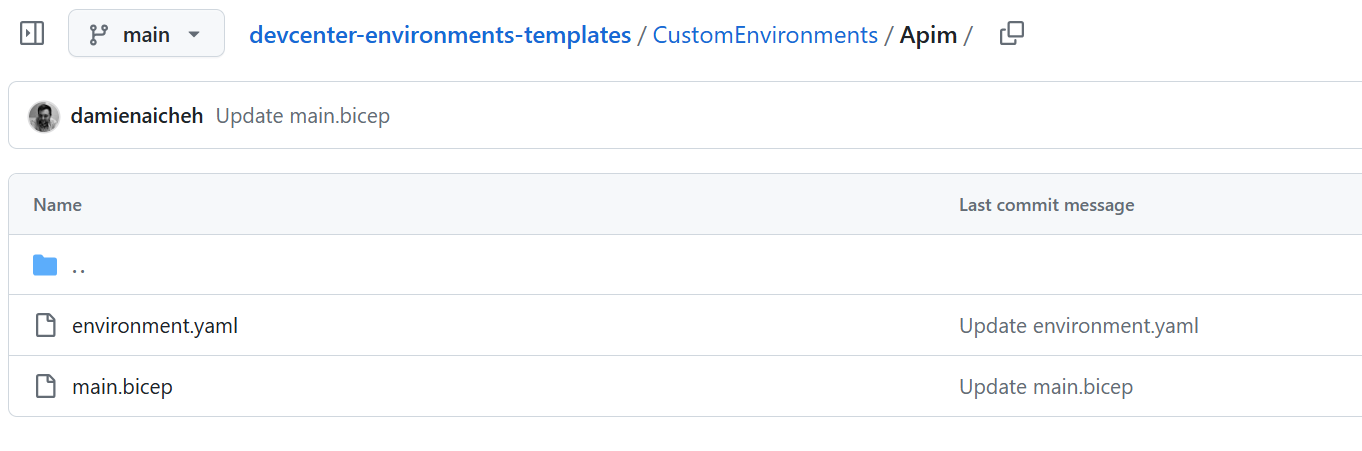 main devcenter-environments-templates / CustomEnvironments / Apim /
damienaicheh Update main.bicep
Name Last commit message
..
environment.yaml Update environment.yaml
main.bicep Update main.bicep